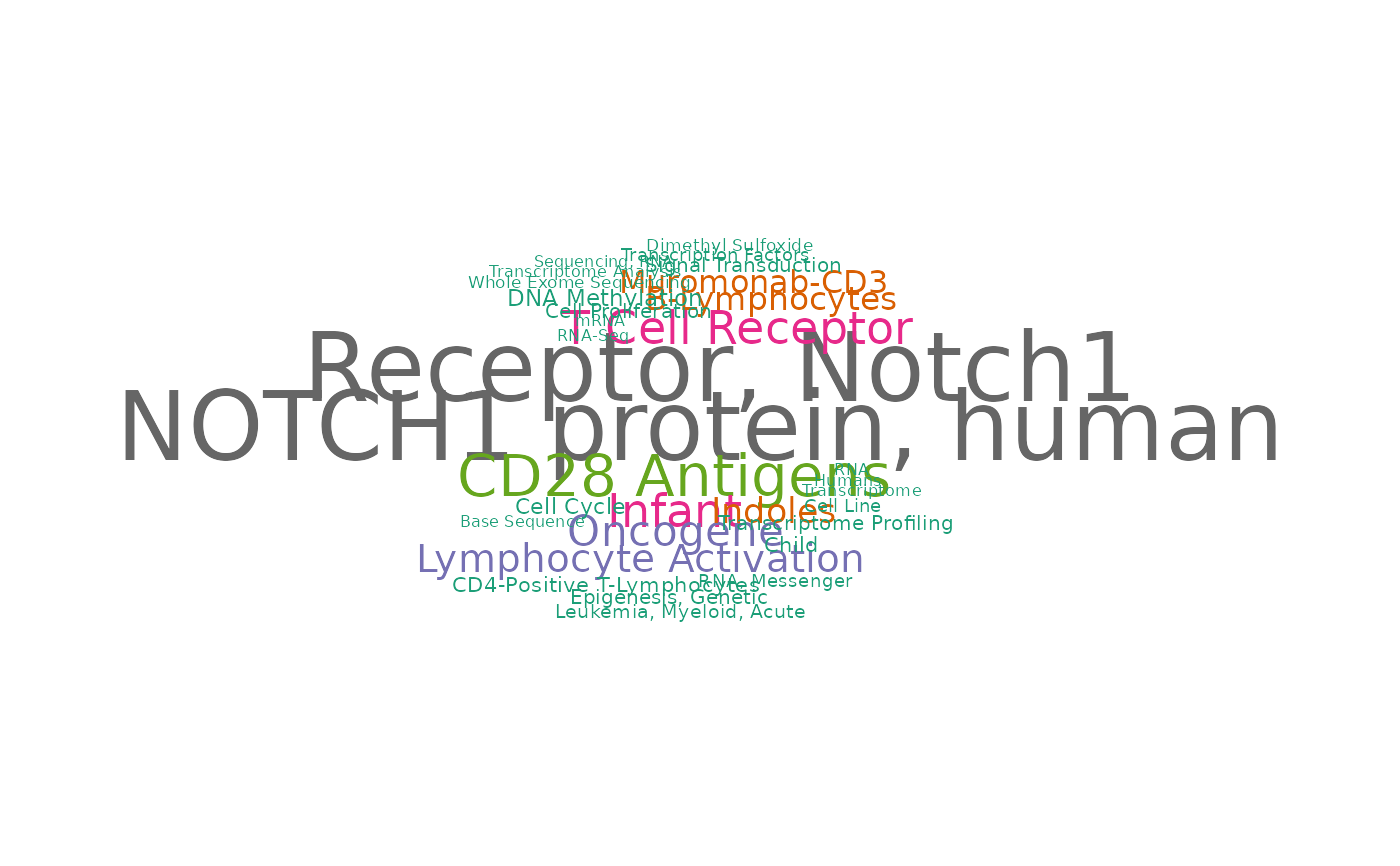 Dimethyl Sulfoxide
Transcription Factors
Sequencing, RNA
Signal Transduction
Transcriptome Analysis
Whole Exome Sequencing
Muromonab-CD3
DNA Methylation
B-Lymphocytes
Cell Proliferation
mRNA
T Cell Receptor
RNA-Seq
Receptor, Notch1
NOTCH1 protein, human
RNA
CD28 Antigens
Humans
Transcriptome
Cell Cycle
Cell Line
Infant
Indoles
Base Sequence
Transcriptome Profiling
Oncogene
Child
Lymphocyte Activation
RNA, Messenger
CD4-Positive T-Lymphocytes
Epigenesis, Genetic
Leukemia, Myeloid, Acute